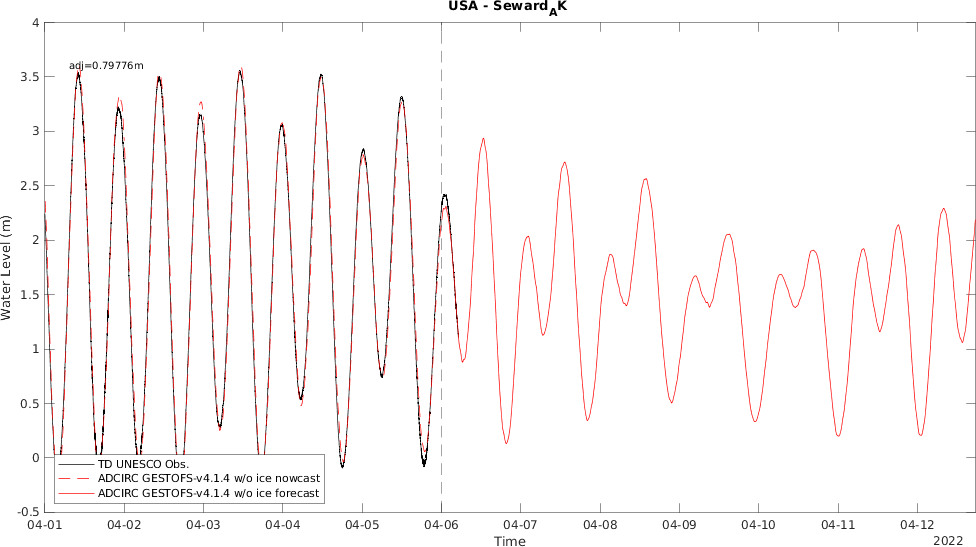 USA - Seward_AK
4
adj=0.79776m
3.5
3
2.5
2
1.5
1
0.5
0
-0.5
Water Level (m)
TD UNESCO Obs.
ADCIRC GESTOFS-v4.1.4 w/o ice nowcast
ADCIRC GESTOFS-v4.1.4 w/o ice forecast
04-01 04-02 04-03 04-04 04-05 04-06 04-07 04-08 04-09 04-10 04-11 04-12
Time
2022